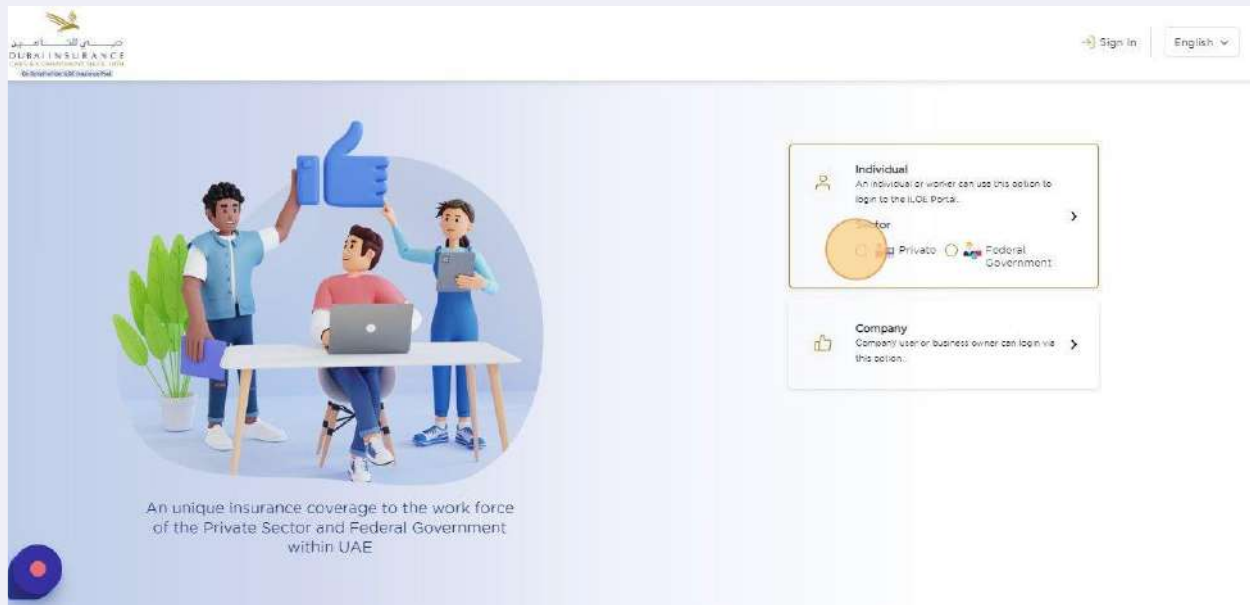 DUBAI INSURANCE
Sign In
English
Individual
An individual or worker can use this option to
login to the ILOE Portal.
Private
Federal
Government
Company
Company user or business owner can login via
this option.
An unique insurance coverage to the work force
of the Private Sector and Federal Government
within UAE